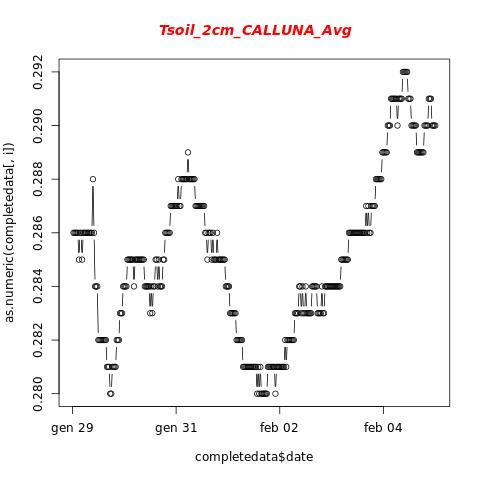 Tsoil_2cm_CALLUNA_Avg
as.numeric(completedata[, i])
0.292
0.290
0.288
0.286
0.284
0.282
0.280
gen 29
gen 31
feb 02
feb 04
completedata$date